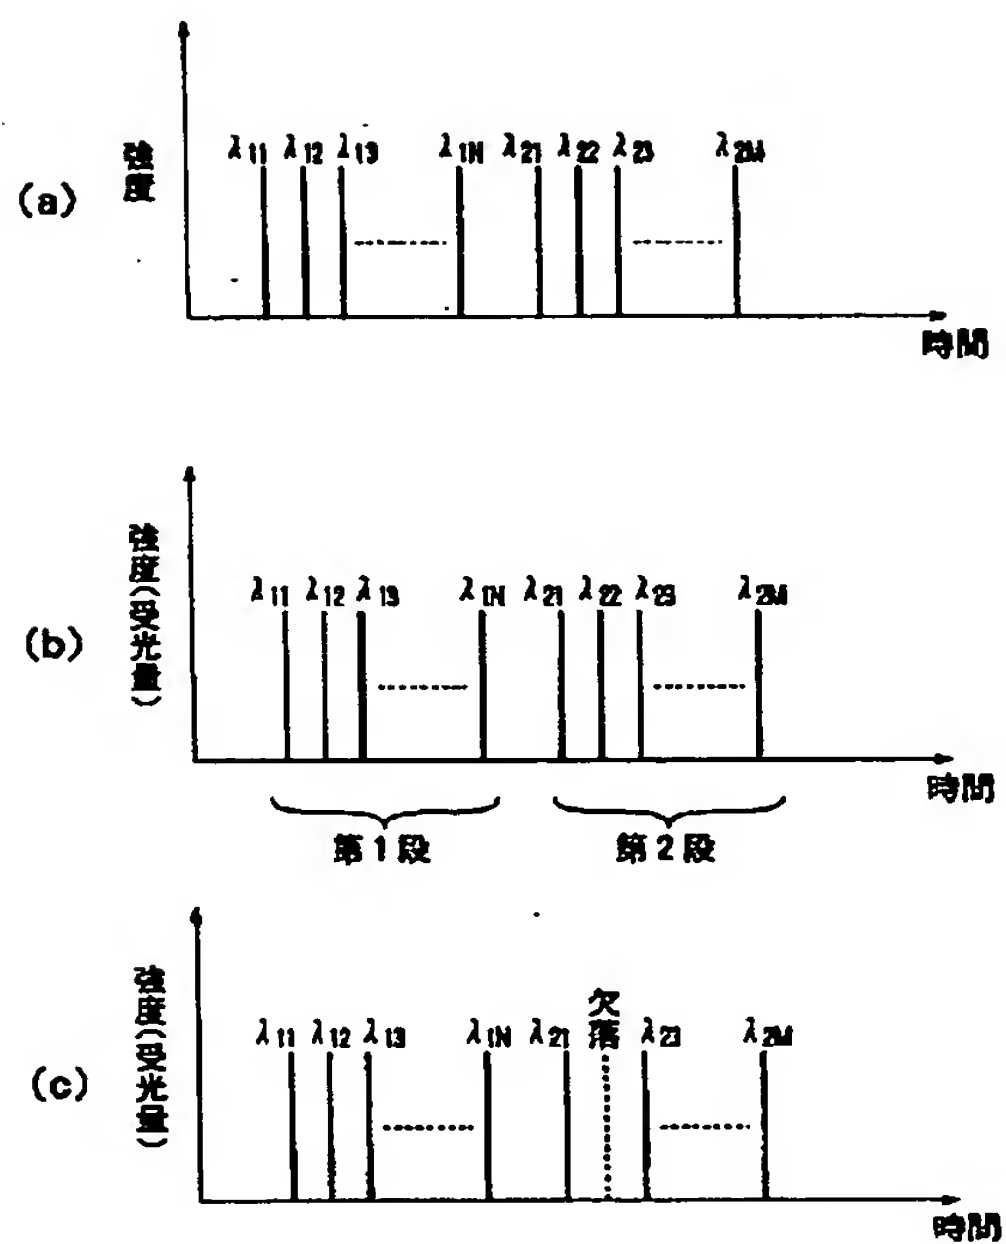 (a)
強度
λ11 λ12 λ13 λ1N λ21 λ22 λ23 λ2M
時間
(b)
強度(受光量)
λ11 λ12 λ13 λ1N λ21 λ22 λ23 λ2M
時間
第1段 第2段
(c)
強度(受光量)
λ11 λ12 λ13 λ1N λ21 欠落 λ23 λ2M
時間